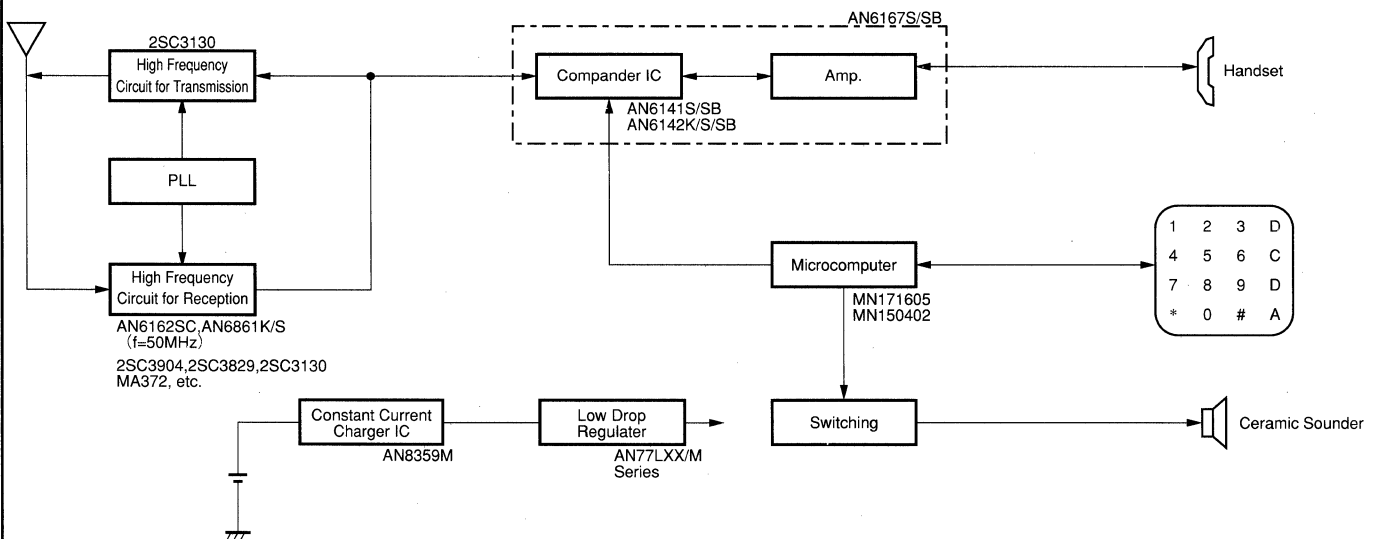 AN6167S/SB
2SC3130
High Frequency
Circuit for Transmission
Compander IC
Amp.
Handset
AN6141S/SB
AN6142K/S/SB
PLL
1 2 3 D
4 5 6 C
7 8 9 D
* 0 # A
Microcomputer
MN171605
MN150402
High Frequency
Circuit for Reception
AN6162SC,AN6861K/S
(f=50MHz)
2SC3904,2SC3829,2SC3130
MA372, etc.
Constant Current
Charger IC
AN8359M
Low Drop
Regulater
AN77LXX/M
Series
Switching
Ceramic Sounder